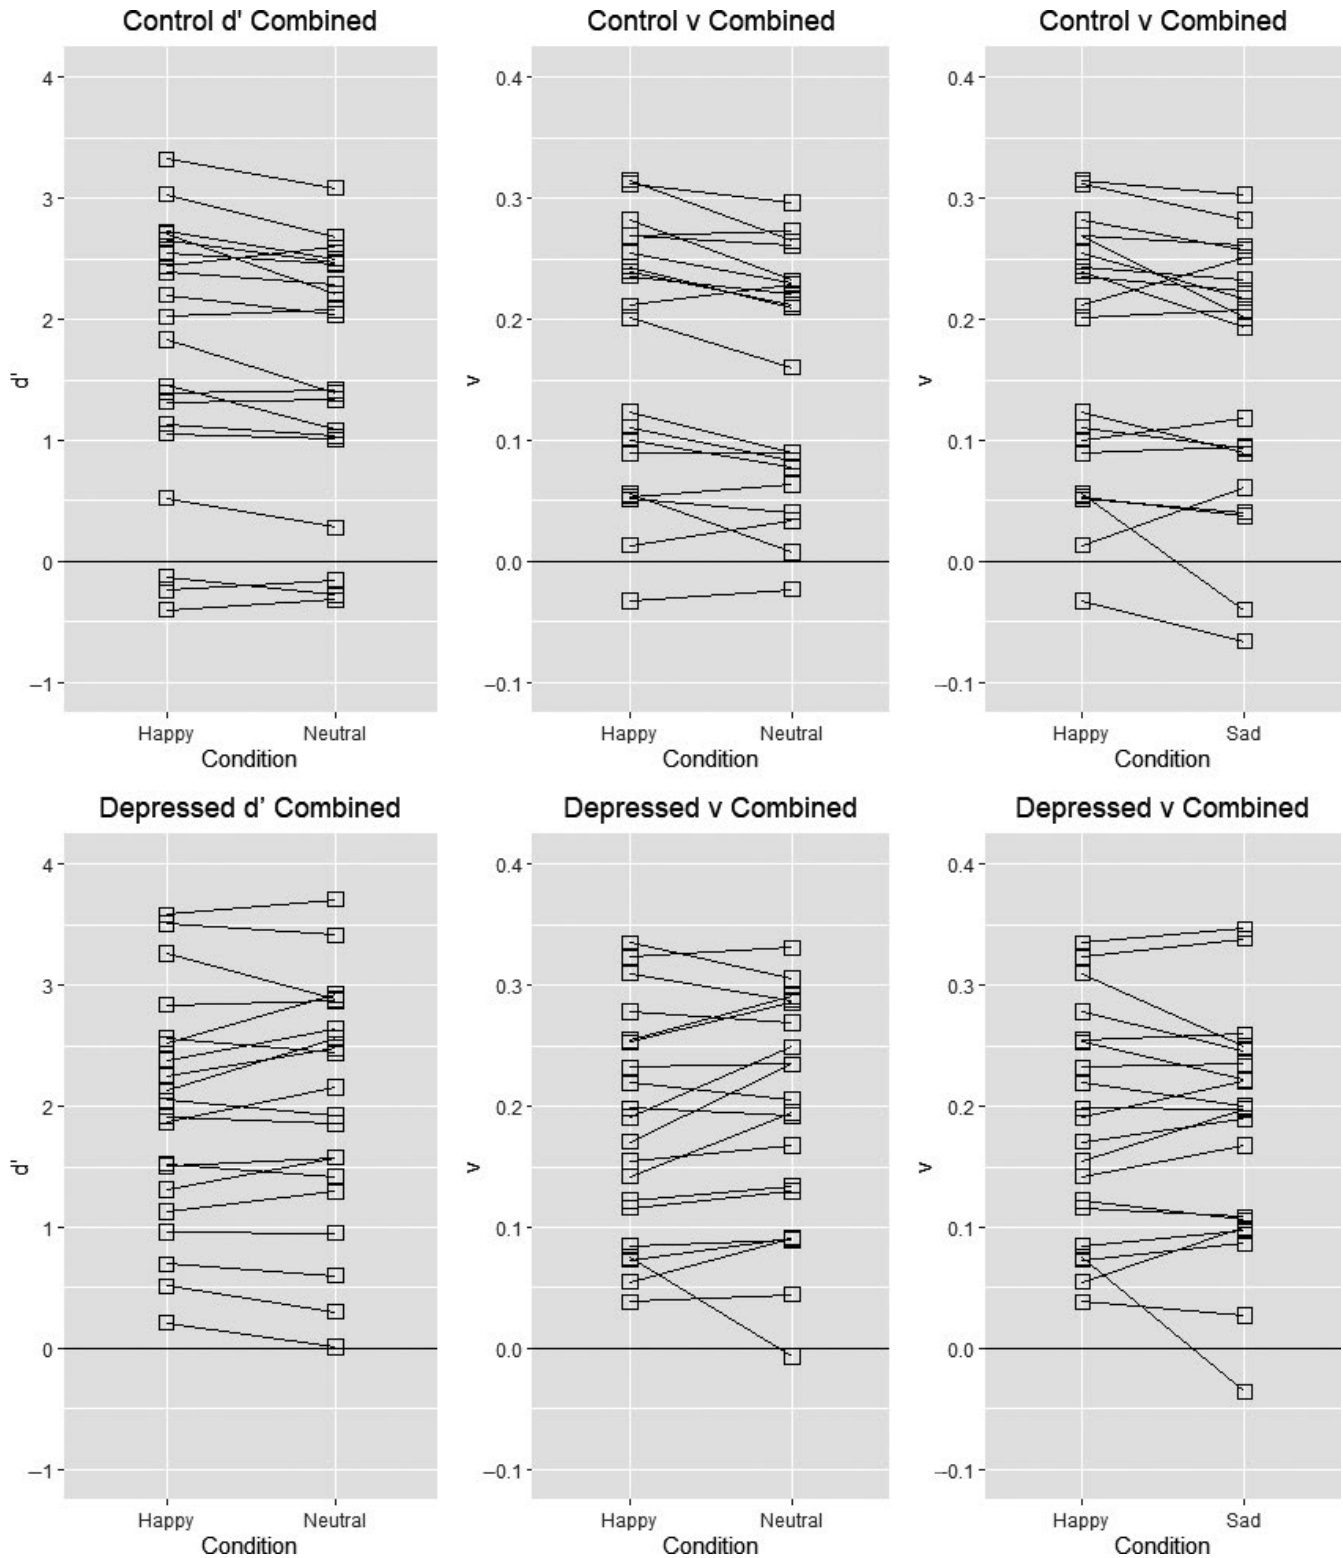 Control d' Combined
4
3
2
1
0
–1
d'
Happy
Neutral
Condition
Control v Combined
0.4
0.3
0.2
0.1
0.0
–0.1
v
Happy
Neutral
Condition
Control v Combined
0.4
0.3
0.2
0.1
0.0
–0.1
v
Happy
Sad
Condition
Depressed d’ Combined
4
3
2
1
0
–1
d'
Happy
Neutral
Condition
Depressed v Combined
0.4
0.3
0.2
0.1
0.0
–0.1
v
Happy
Neutral
Condition
Depressed v Combined
0.4
0.3
0.2
0.1
0.0
–0.1
v
Happy
Sad
Condition